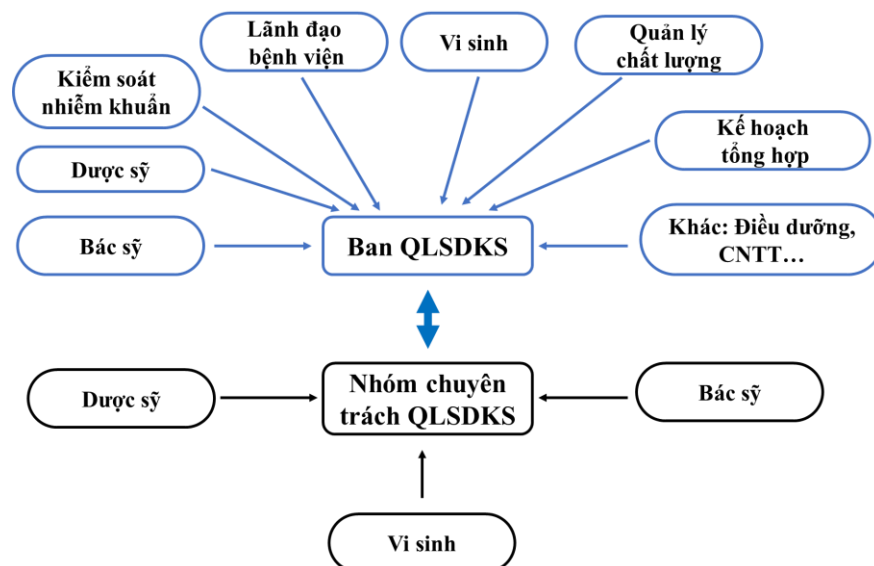 Lãnh đạo
bệnh viện
Vi sinh
Quản lý
chất lượng
Kiểm soát
nhiễm khuẩn
Kế hoạch
tổng hợp
Dược sỹ
Bác sỹ
Ban QLSDKS
Khác: Điều dưỡng,
CNTT...
Dược sỹ
Nhóm chuyên
trách QLSDKS
Bác sỹ
Vi sinh